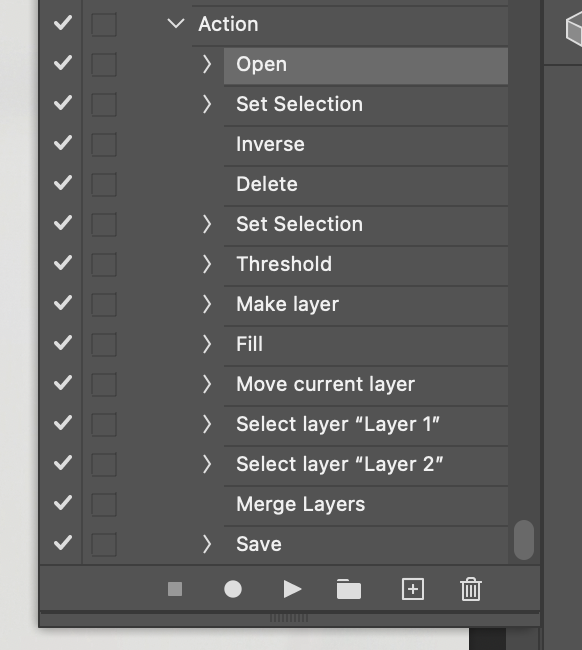 Action
Open
Set Selection
Inverse
Delete
Set Selection
Threshold
Make layer
Fill
Move current layer
Select layer “Layer 1”
Select layer “Layer 2”
Merge Layers
Save